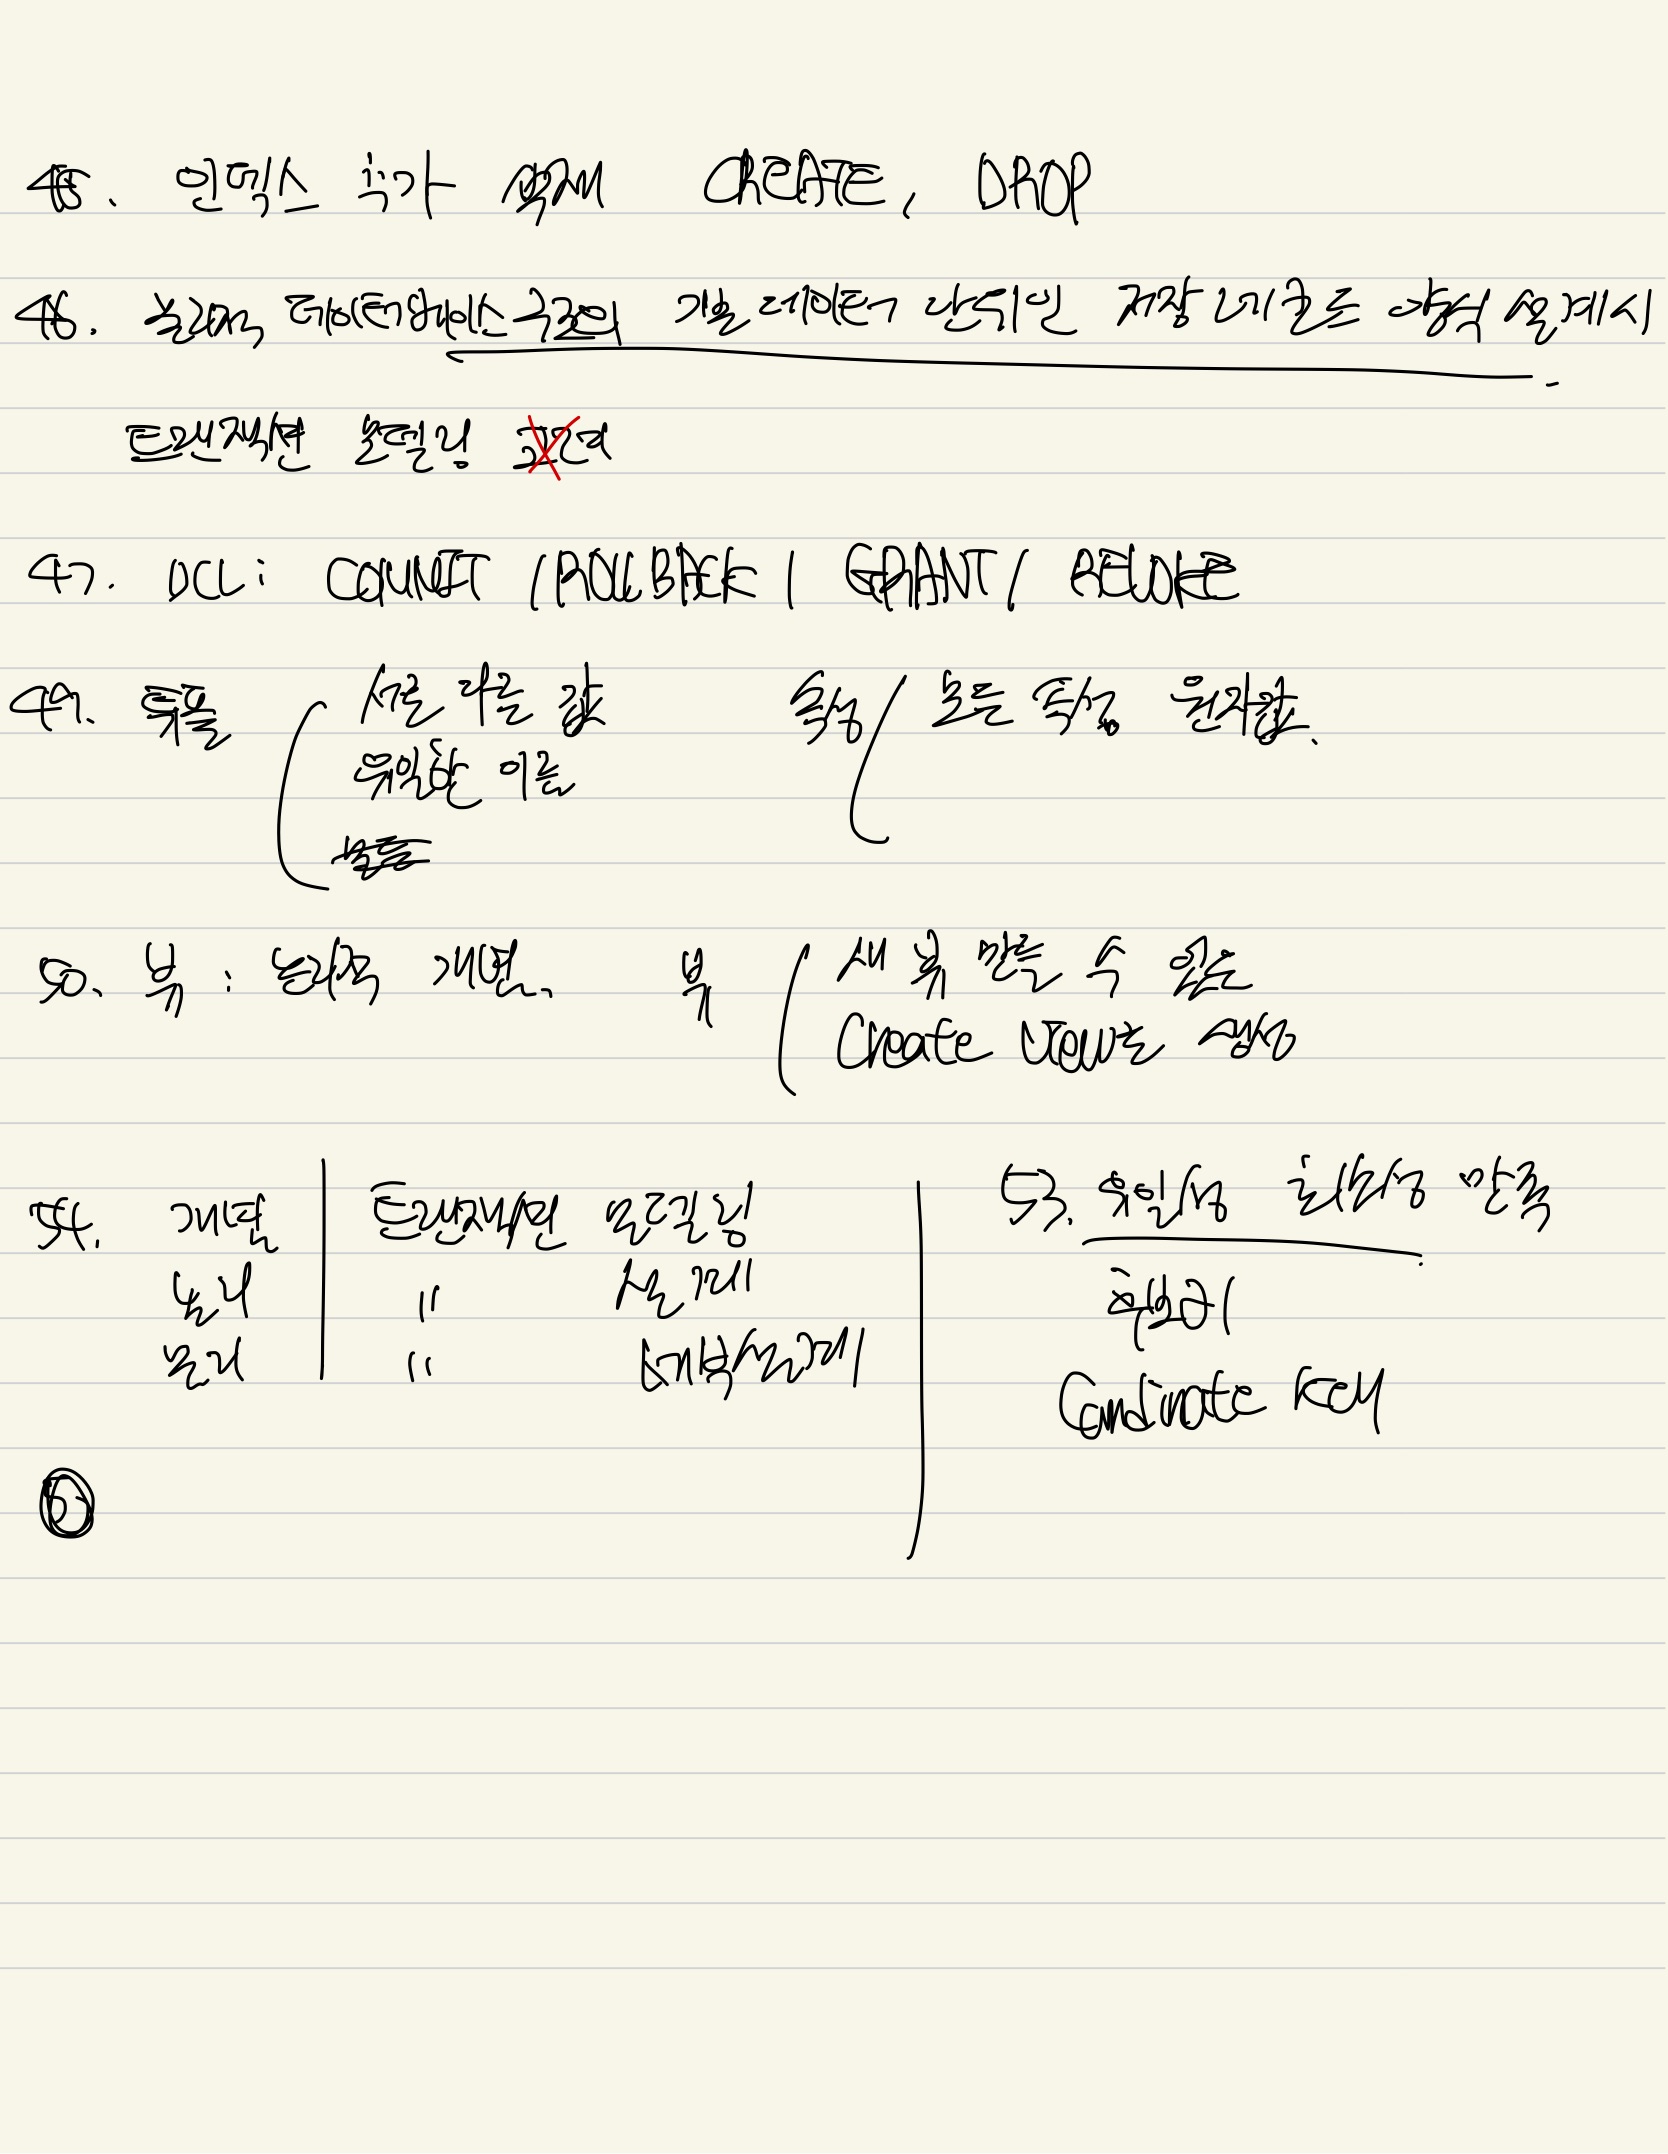 45. 인덱스 추가 삭제 CREATE, DROP
46. 물리적 데이터베이스 구조의 기본 데이터 단위인 저장 레코드 양식 설계시
트랜잭션 모델링 고려
47. DCL: COMMIT / ROLLBACK / GRANT / REVOKE
49. 튜플 서로 다른 값 속성 모든 속성 원자값.
유일한 이름
모든
50. 뷰 : 논리적 개념. 뷰 새 뷰 만들 수 있는
Create View로 생성
54. 개념 트랜잭션 모델링
논리 〃 설계
물리 〃 세부설계
53. 유일성 최소성 만족
후보키
Candinate Key